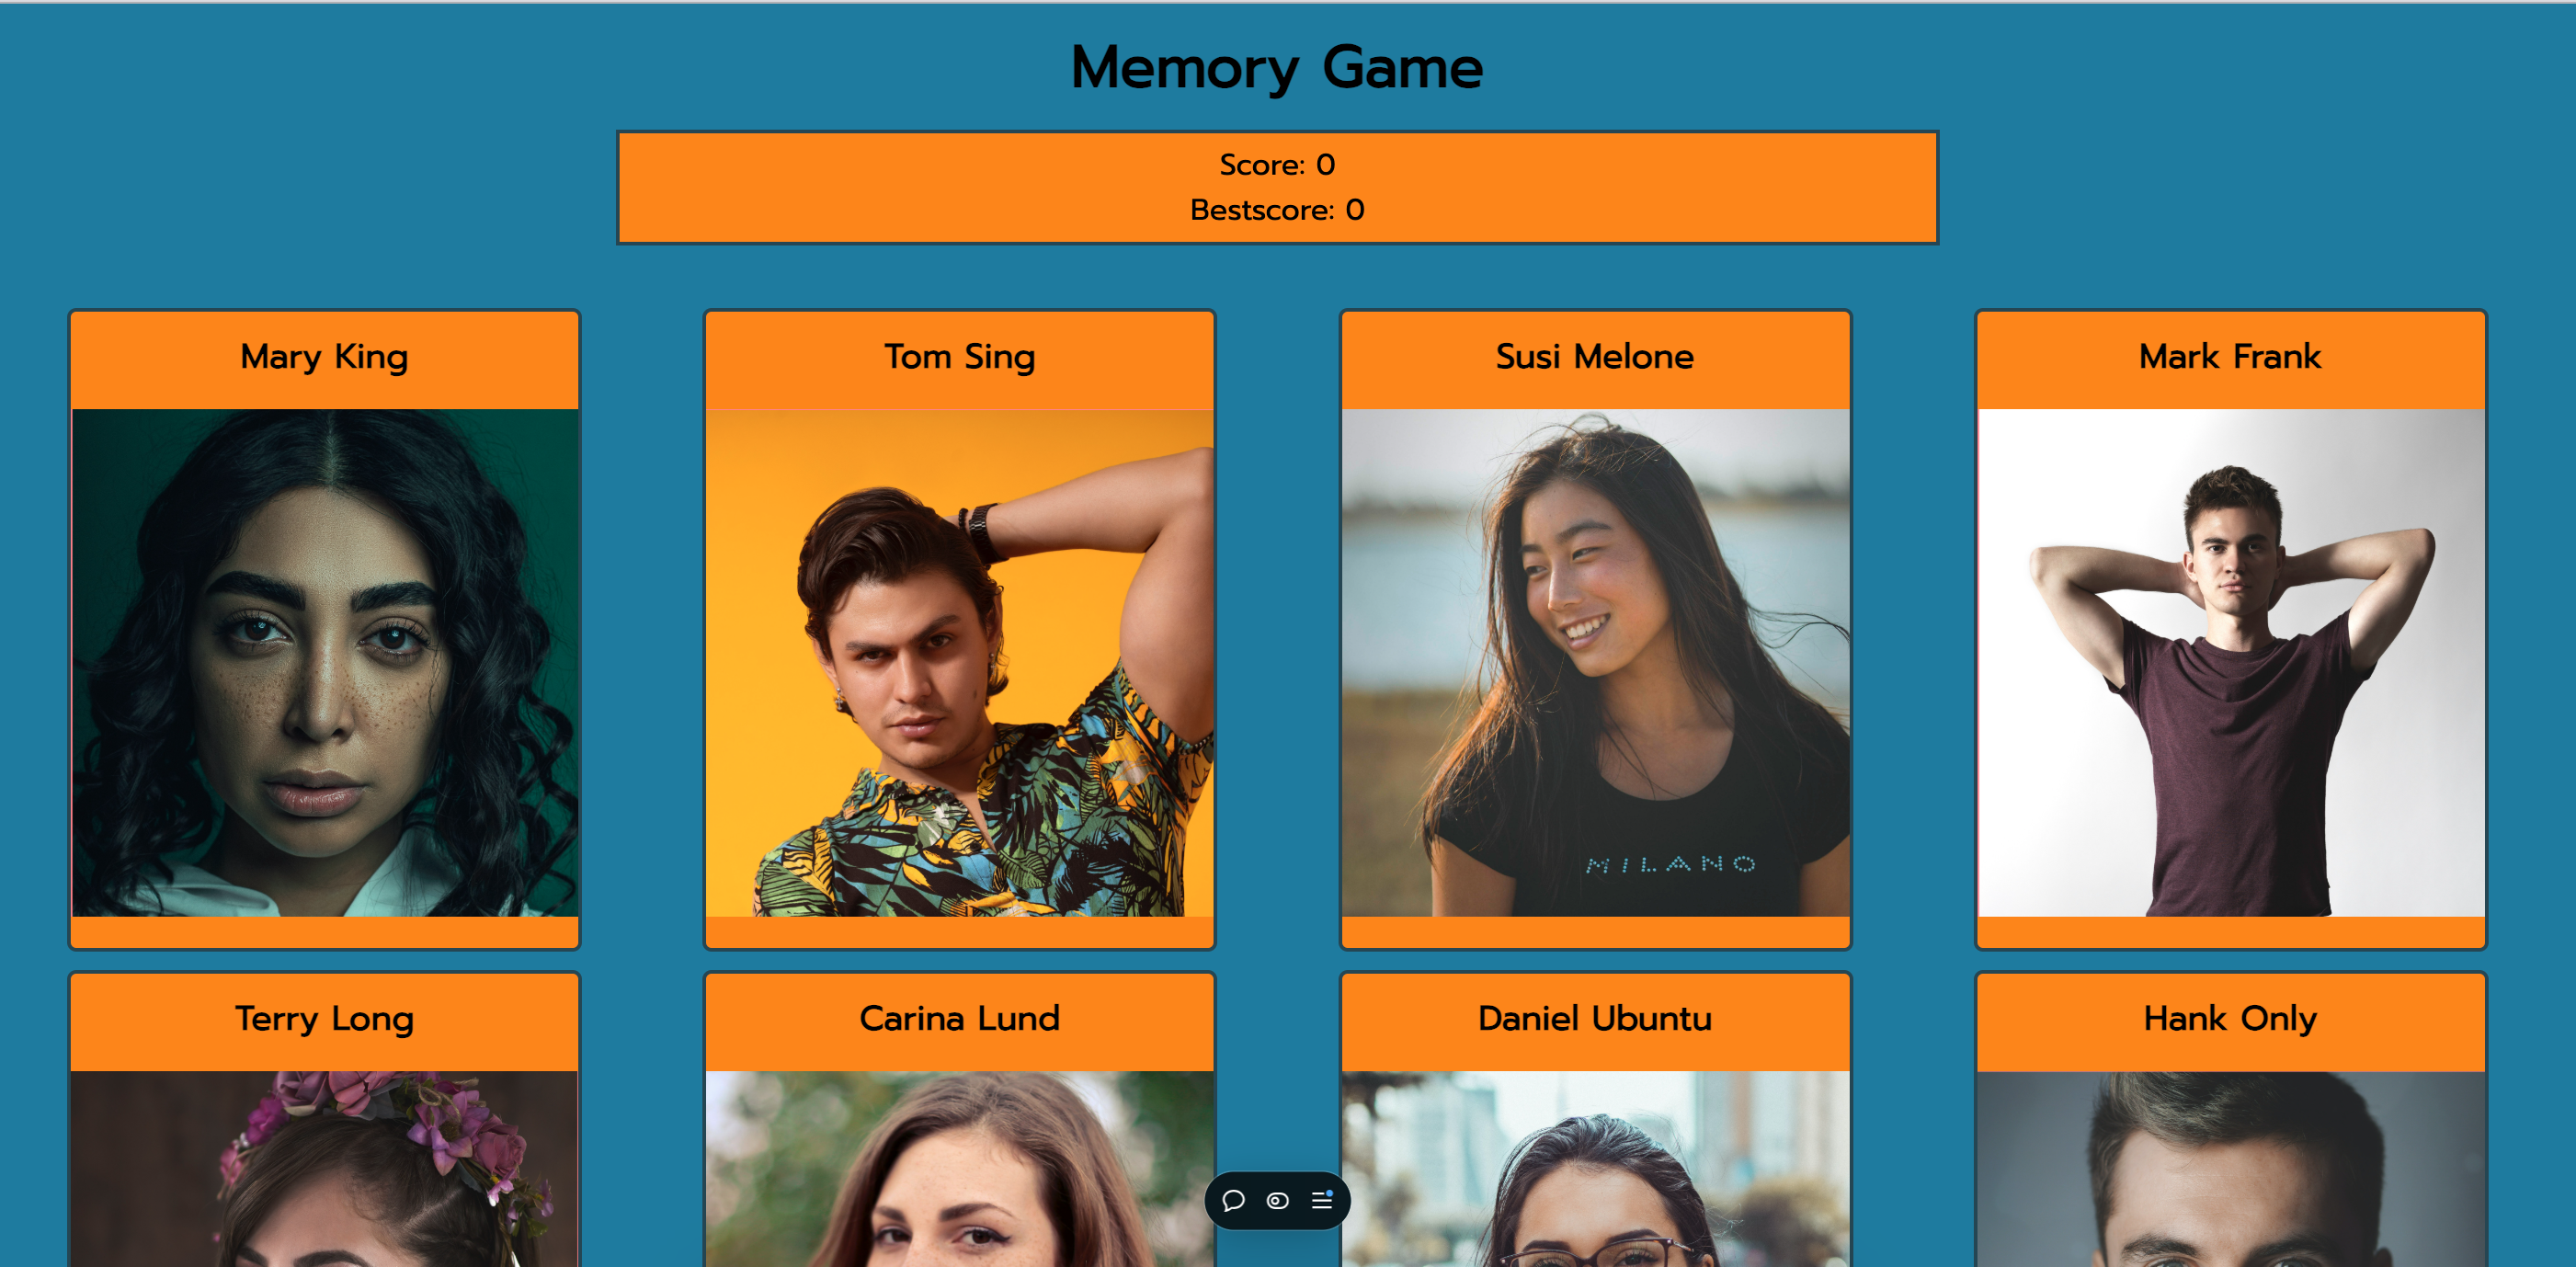 Memory Game
Score: 0
Bestscore: 0
Mary King
Tom Sing
Susi Melone
Mark Frank
MILANO
Terry Long
Carina Lund
Daniel Ubuntu
Hank Only